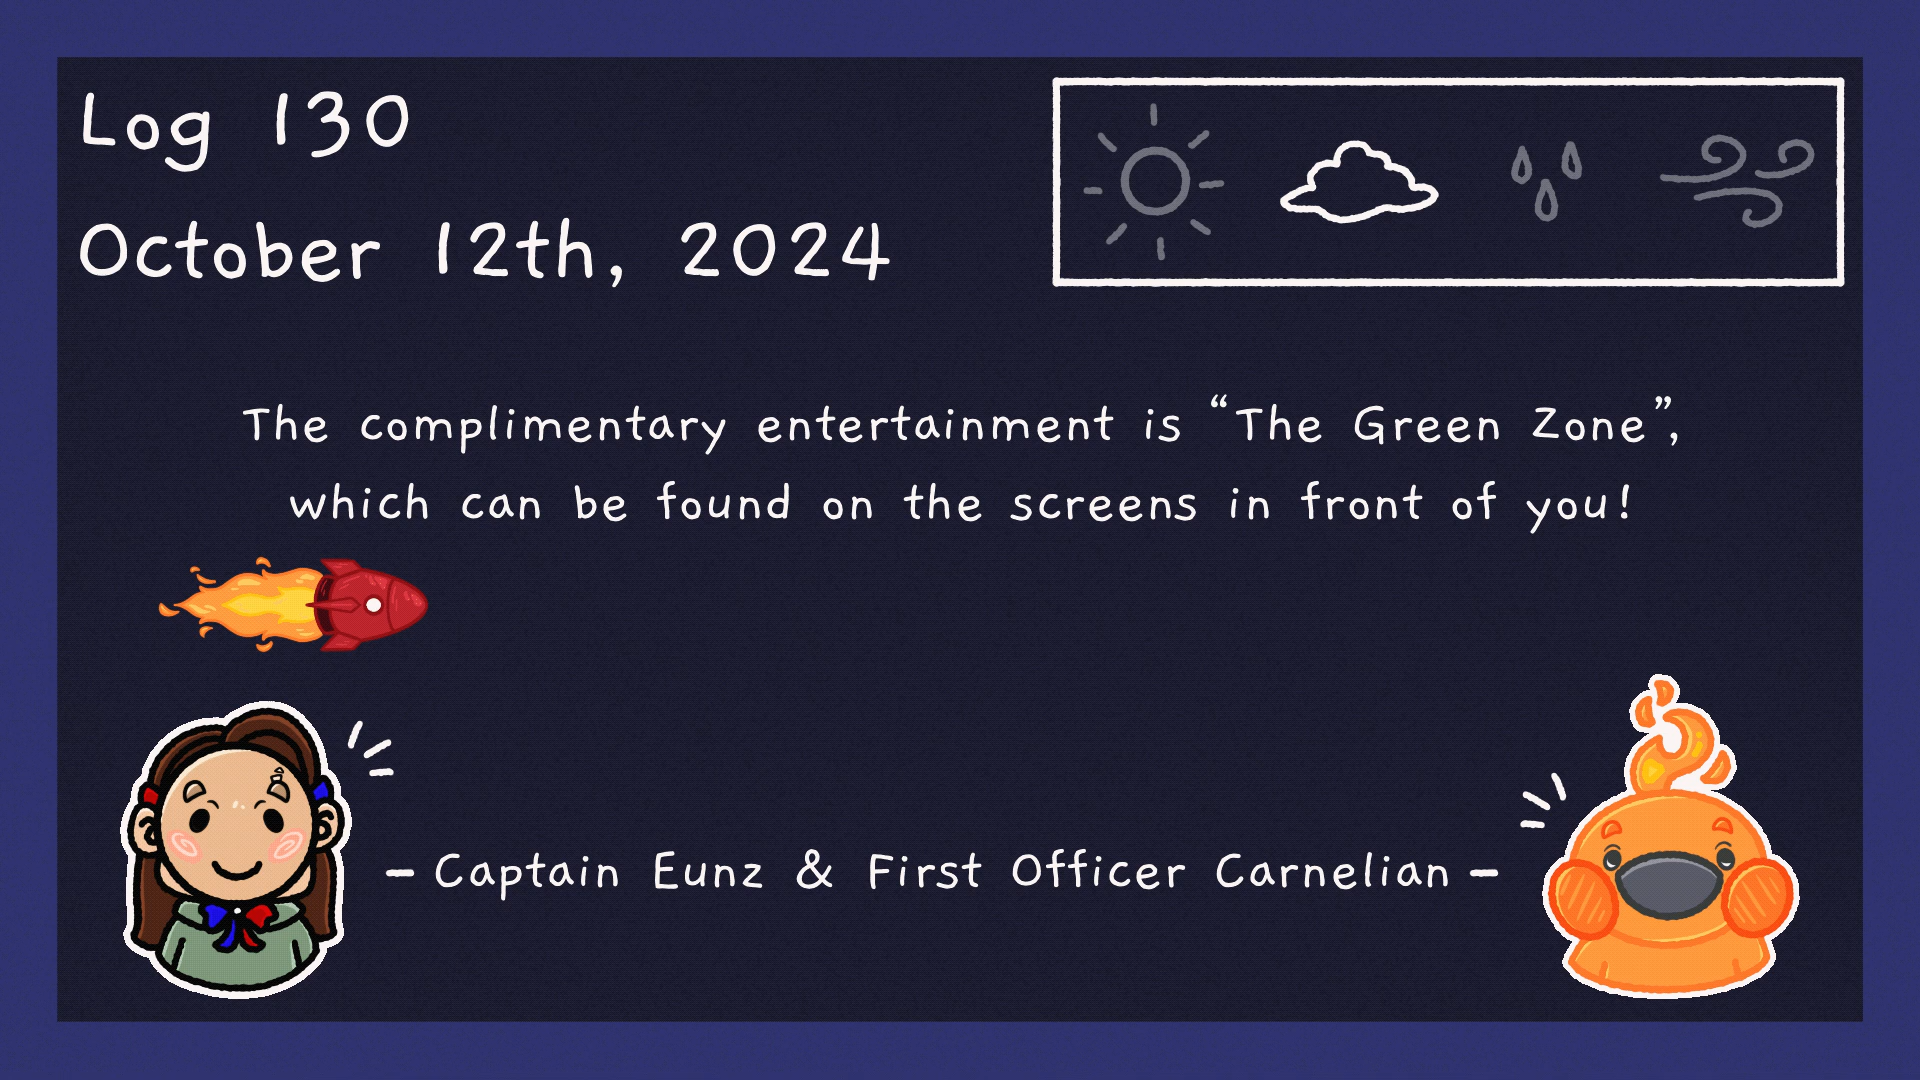 Log 130
October 12th, 2024
The complimentary entertainment is “The Green Zone”,
which can be found on the screens in front of you!
- Captain Eunz & First Officer Carnelian -